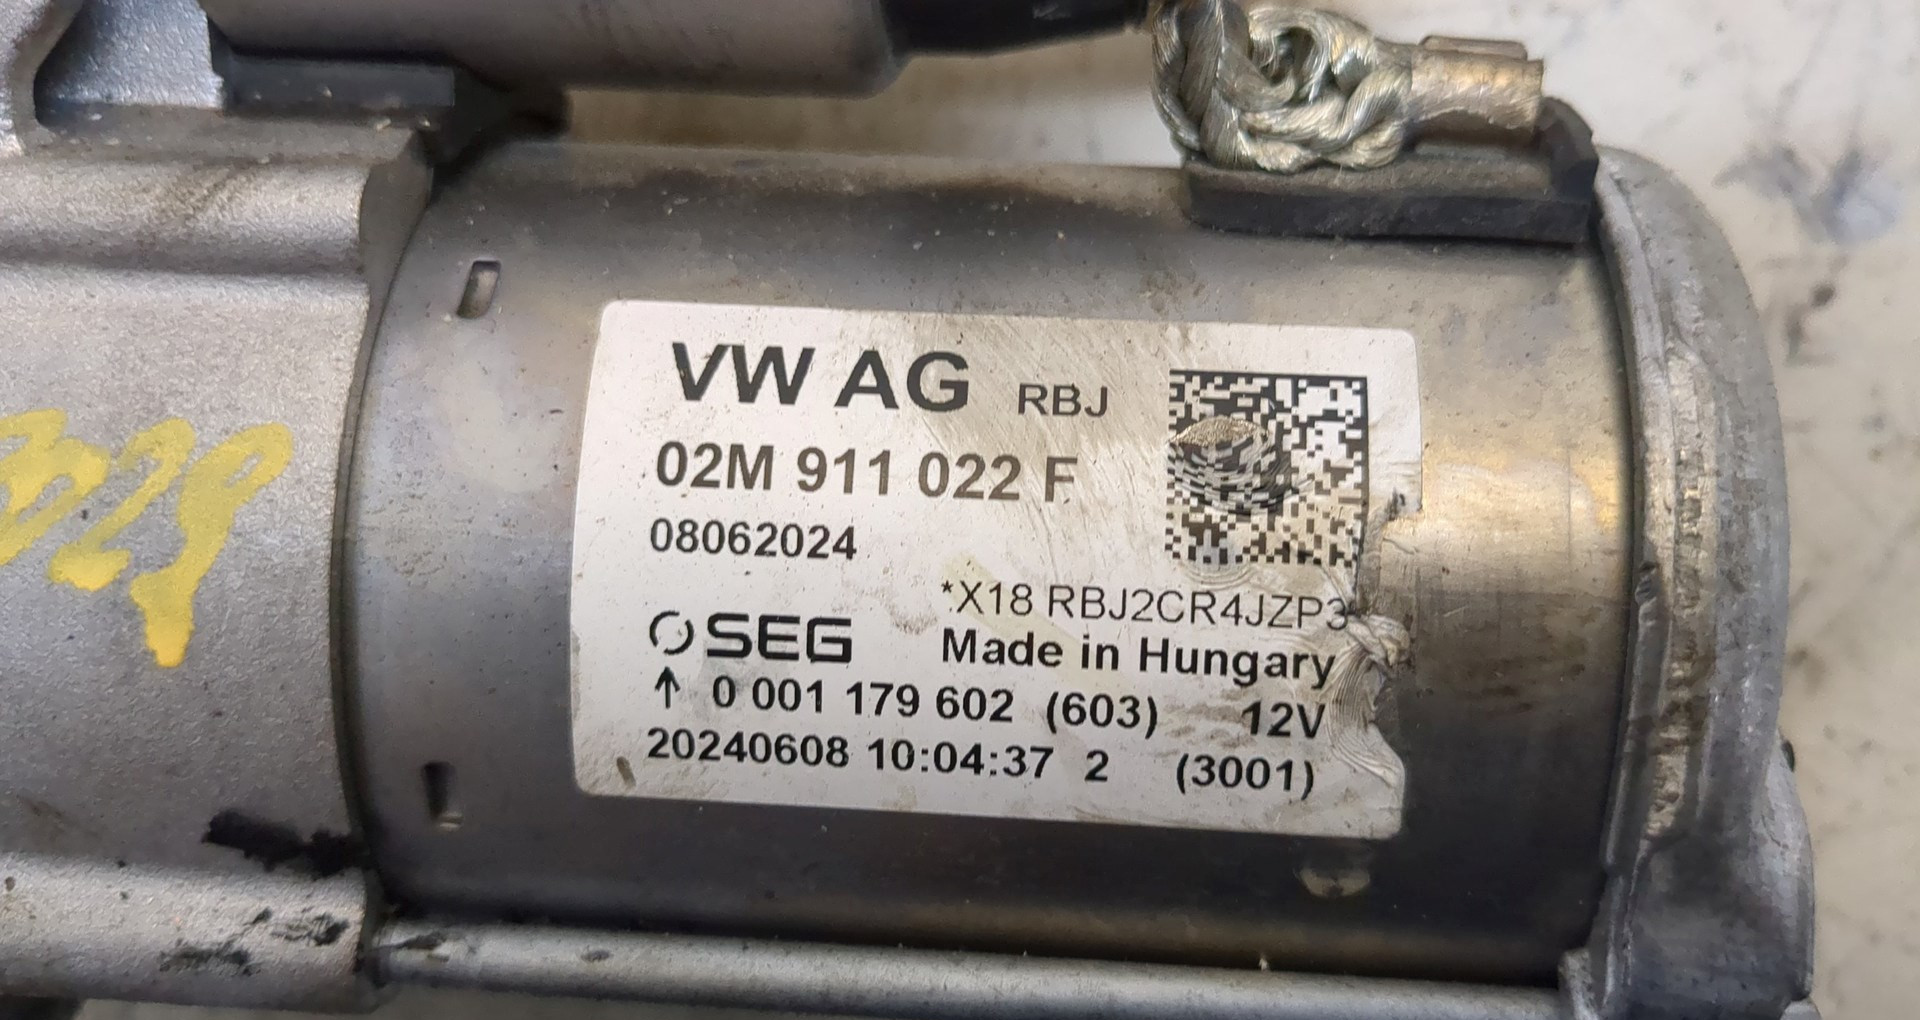 VW AG RBJ
02M 911 022 F
08062024
*X18 RBJ2CR4JZP3
SEG Made in Hungary
↑ 0 001 179 602 (603) 12V
20240608 10:04:37 2 (3001)